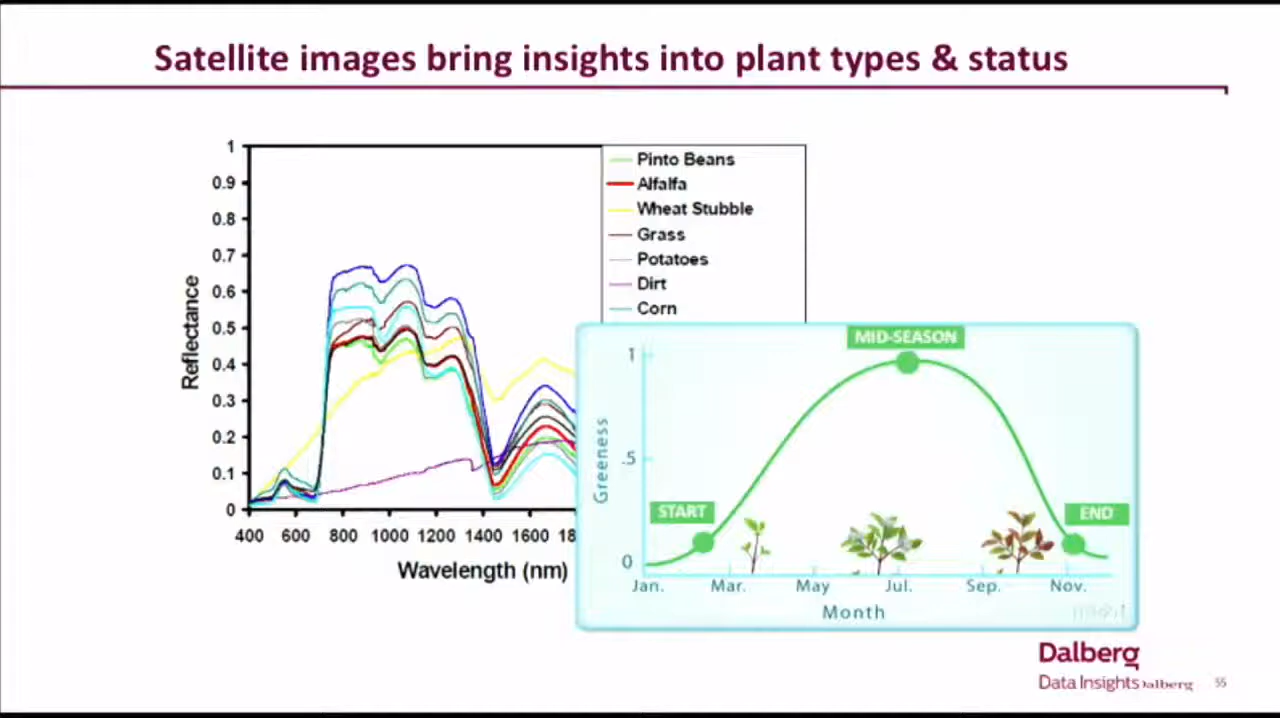 Satellite images bring insights into plant types & status
1
0.9
0.8
0.7
0.6
0.5
0.4
0.3
0.2
0.1
0
Reflectance
400 600 800 1000 1200 1400 1600
Wavelength (nm)
Pinto Beans
Alfalfa
Wheat Stubble
Grass
Potatoes
Dirt
Corn
MID-SEASON
START
END
1
.5
0
Greeness
Jan. Mar. May Jul. Sep. Nov.
Month
Dalberg
Data Insights Dalberg
55